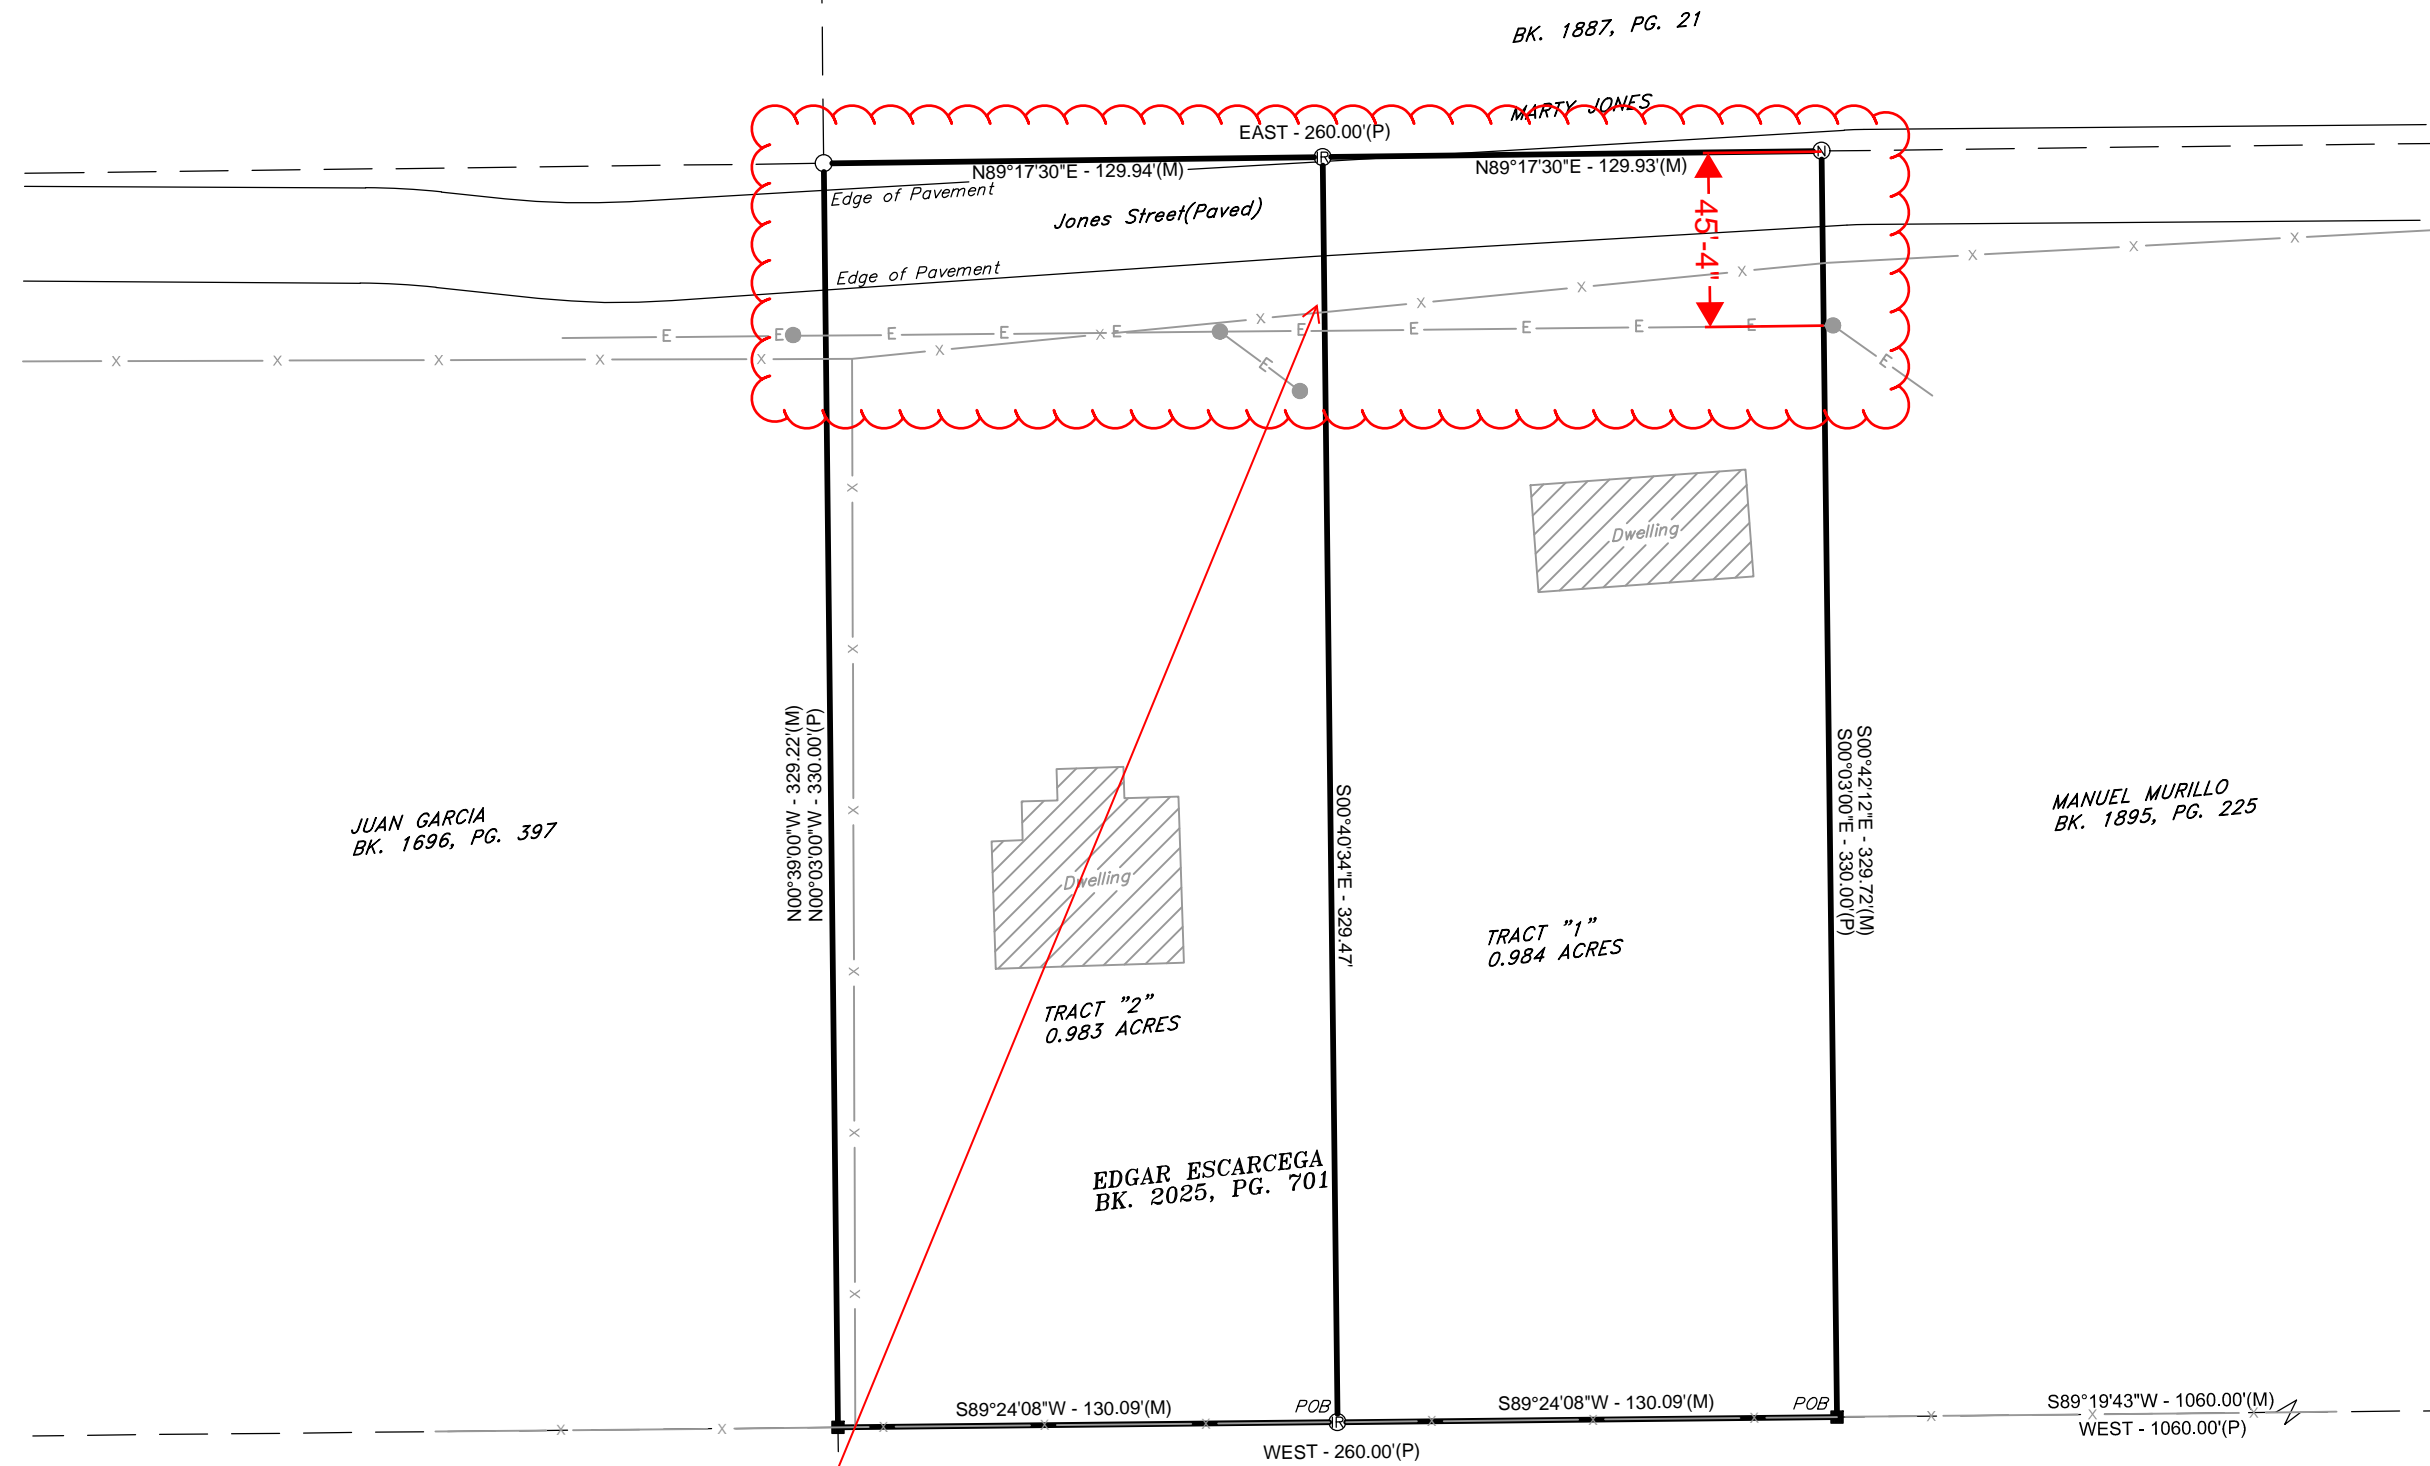 BK. 1887, PG. 21
MARTY JONES
EAST - 260.00'(P)
N89°17'30"E - 129.94'(M)
N89°17'30"E - 129.93'(M)
R
N
Edge of Pavement
Jones Street(Paved)
45'-4"
Edge of Pavement
X X X X X X X X X X X X X X
E E E E E E E E E E
E
E
Dwelling
N00°39'00"W - 329.22'(M)
N00°03'00"W - 330.00'(P)
S00°40'34"E - 329.47'
S00°42'12"E - 329.72'(M)
S00°03'00"E - 330.00'(P)
JUAN GARCIA
BK. 1696, PG. 397
MANUEL MURILLO
BK. 1895, PG. 225
Dwelling
TRACT "1"
0.984 ACRES
TRACT "2"
0.983 ACRES
X X X X X X
EDGAR ESCARCEGA
BK. 2025, PG. 701
S89°24'08"W - 130.09'(M)
POB
S89°24'08"W - 130.09'(M)
POB
S89°19'43"W - 1060.00'(M)
X X X X X R X X X X X X
WEST - 1060.00'(P)
WEST - 260.00'(P)